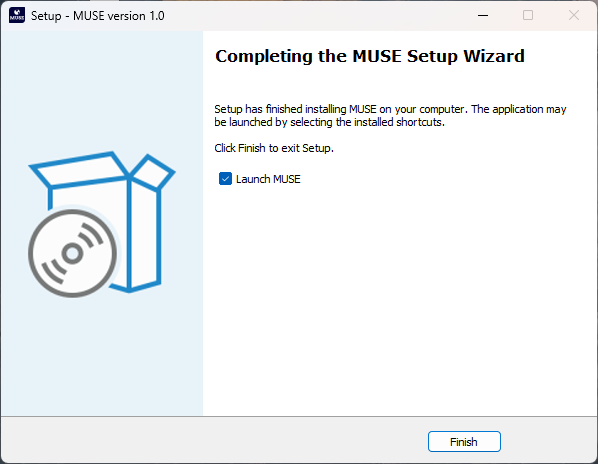 MUSE
Setup - MUSE version 1.0
Completing the MUSE Setup Wizard
Setup has finished installing MUSE on your computer. The application may
be launched by selecting the installed shortcuts.
Click Finish to exit Setup.
Launch MUSE
Finish